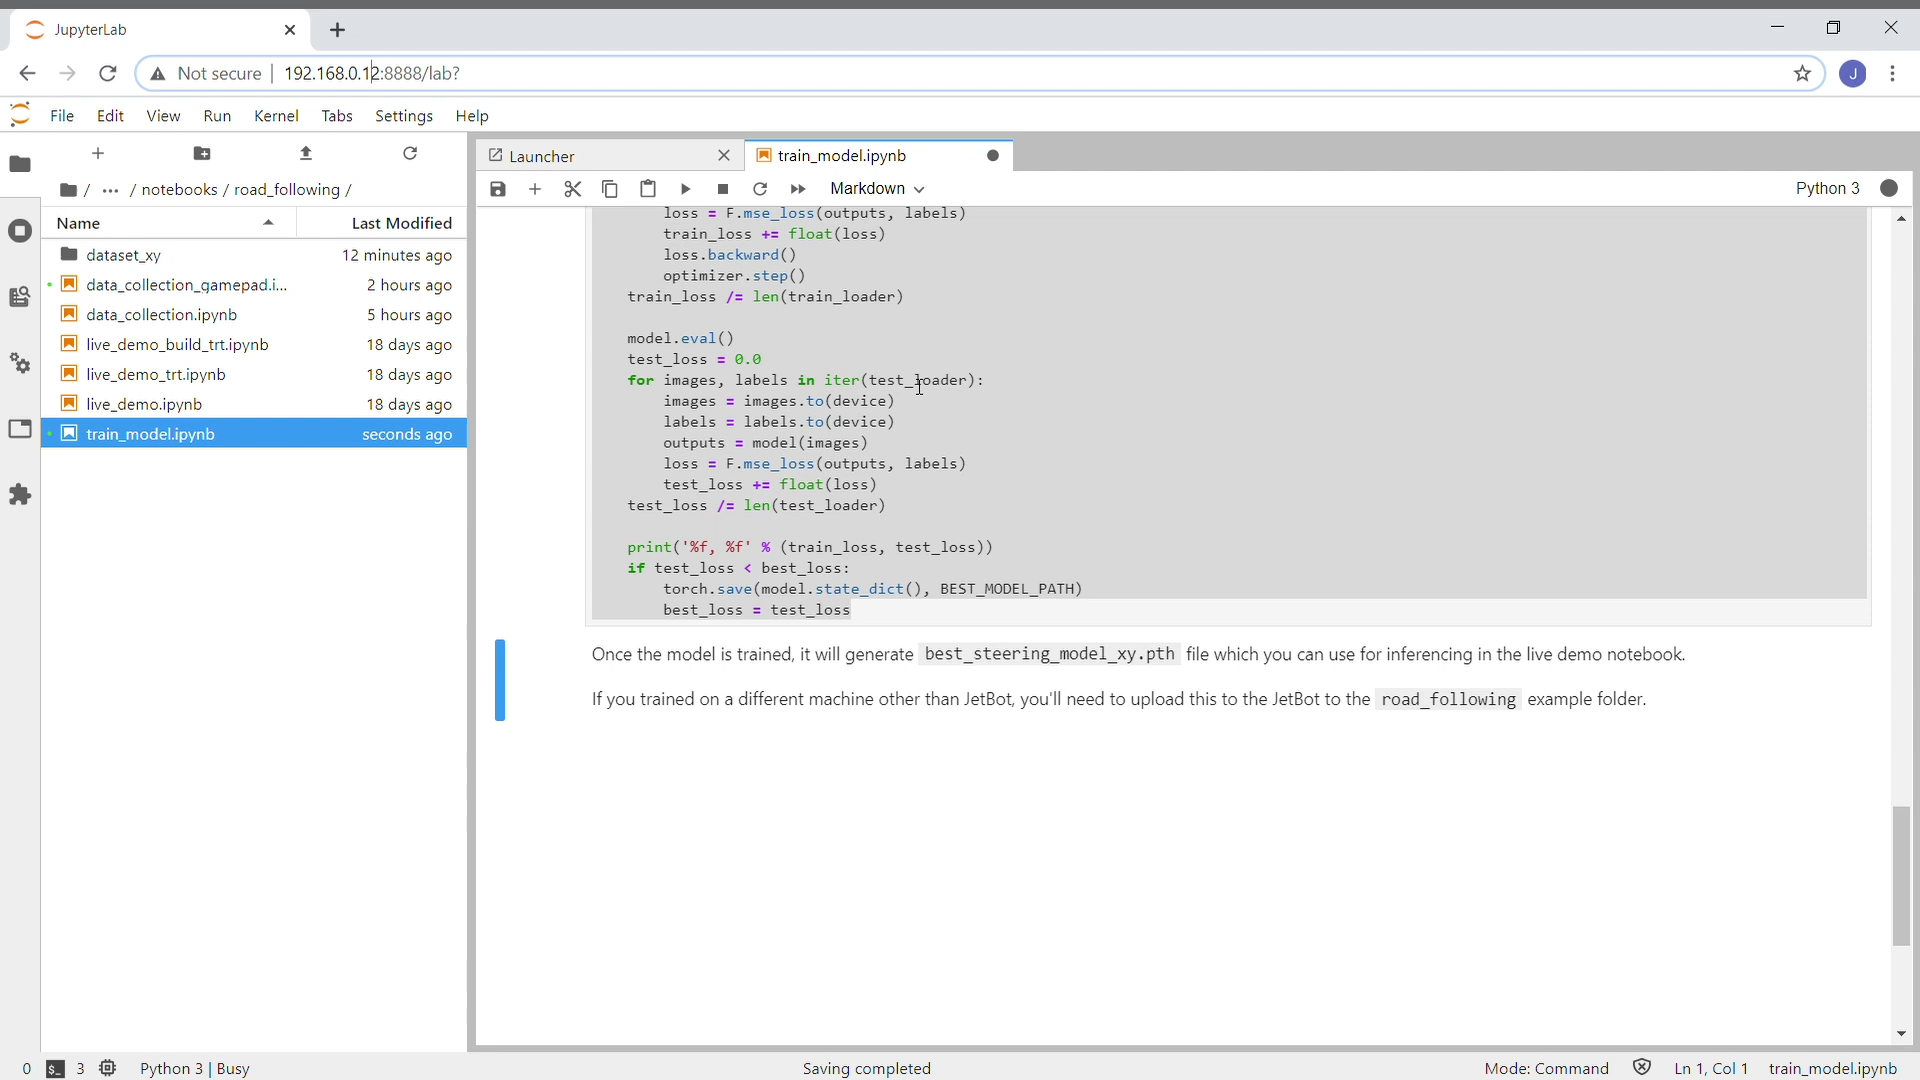 JupyterLab
Not secure | 192.168.0.12:8888/lab?
J
File Edit View Run Kernel Tabs Settings Help
Launcher
train_model.ipynb
Markdown
Python 3
/ ··· / notebooks / road_following /
Name Last Modified
dataset_xy 12 minutes ago
data_collection_gamepad.i... 2 hours ago
data_collection.ipynb 5 hours ago
live_demo_build_trt.ipynb 18 days ago
live_demo_trt.ipynb 18 days ago
live_demo.ipynb 18 days ago
train_model.ipynb seconds ago
loss = F.mse_loss(outputs, labels)
train_loss += float(loss)
loss.backward()
optimizer.step()
train_loss /= len(train_loader)
model.eval()
test_loss = 0.0
for images, labels in iter(test_loader):
images = images.to(device)
labels = labels.to(device)
outputs = model(images)
loss = F.mse_loss(outputs, labels)
test_loss += float(loss)
test_loss /= len(test_loader)
print('%f, %f' % (train_loss, test_loss))
if test_loss < best_loss:
torch.save(model.state_dict(), BEST_MODEL_PATH)
best_loss = test_loss
Once the model is trained, it will generate best_steering_model_xy.pth file which you can use for inferencing in the live demo notebook.
If you trained on a different machine other than JetBot, you'll need to upload this to the JetBot to the road_following example folder.
0 $_ 3 Python 3 | Busy Saving completed Mode: Command Ln 1, Col 1 train_model.ipynb